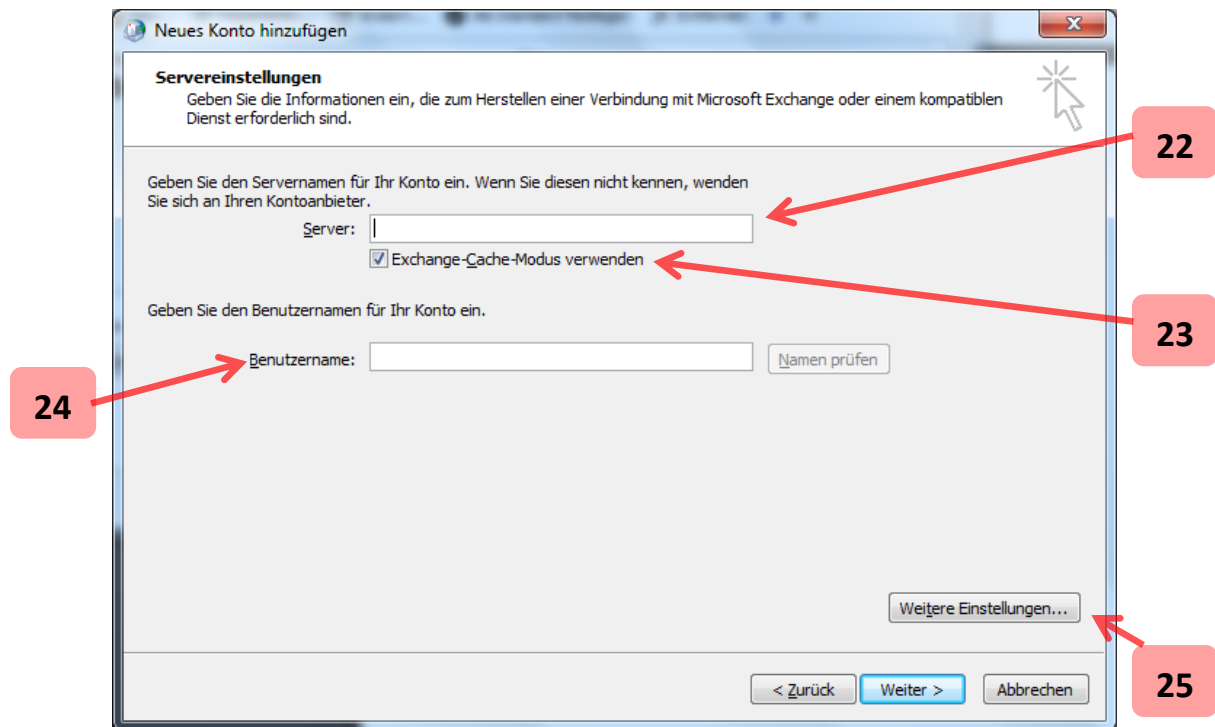 Neues Konto hinzufügen
Servereinstellungen
Geben Sie die Informationen ein, die zum Herstellen einer Verbindung mit Microsoft Exchange oder einem kompatiblen
Dienst erforderlich sind.
22
Geben Sie den Servernamen für Ihr Konto ein. Wenn Sie diesen nicht kennen, wenden
Sie sich an Ihren Kontoanbieter.
Server:
Exchange-Cache-Modus verwenden
23
Geben Sie den Benutzernamen für Ihr Konto ein.
Benutzername: Namen prüfen
24
Weitere Einstellungen...
25
< Zurück Weiter > Abbrechen